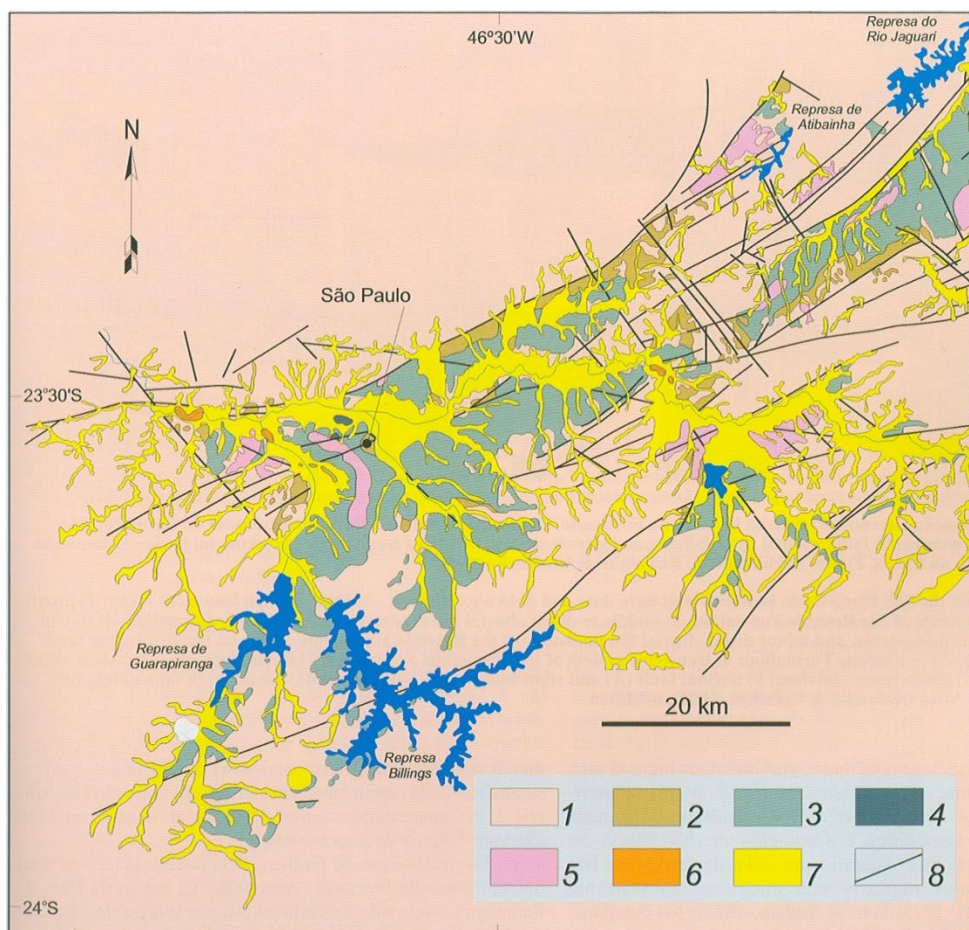 46°30'W
Represa do
Rio Jaguari
Represa de
Atibainha
N
São Paulo
23°30'S
Represa de
Guarapiranga
20 km
Represa
Billings
1
2
3
4
5
6
7
8
24°S